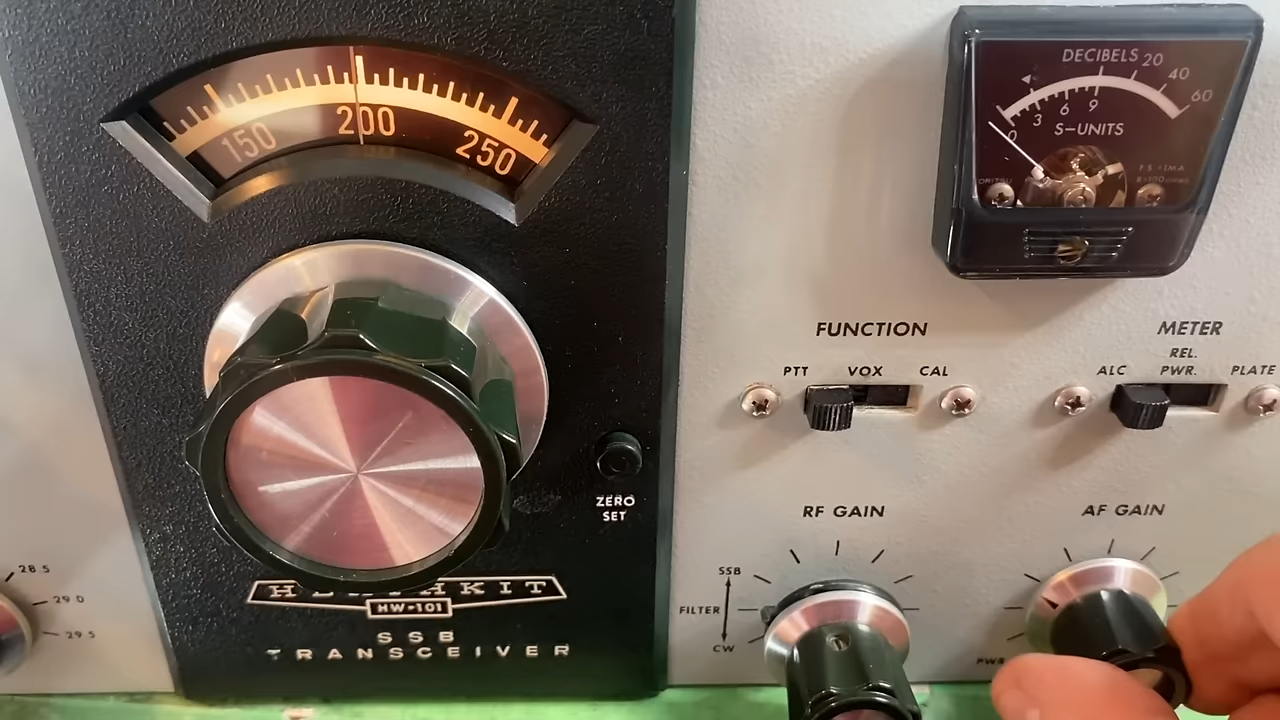 150 200 250
DECIBELS 20 40 60
0 3 6 9
S-UNITS
FUNCTION
PTT VOX CAL
METER
ALC REL. PWR. PLATE
ZERO
SET
RF GAIN
AF GAIN
SSB
FILTER
CW
PWR
28.5
29.0
29.5
HEATHKIT
HW-101
SSB
TRANSCEIVER